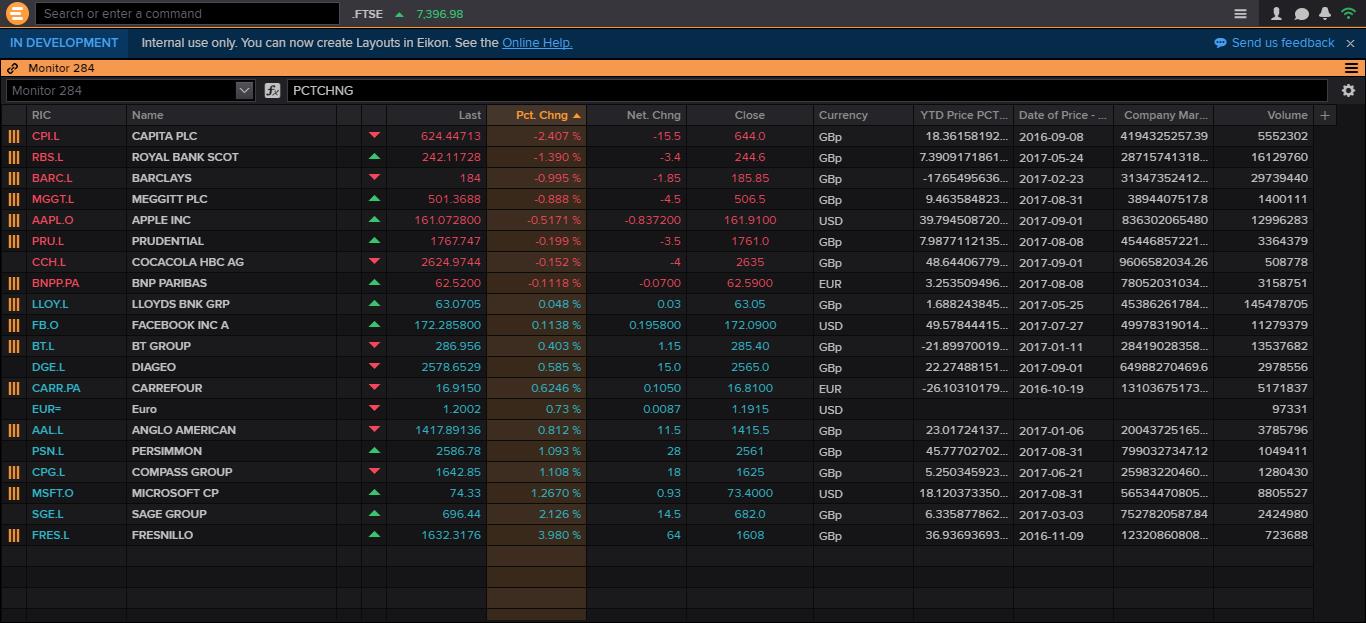 Search or enter a command .FTSE 7,396.98
IN DEVELOPMENT Internal use only. You can now create Layouts in Eikon. See the Online Help. Send us feedback
Monitor 284
Monitor 284 fx PCTCHNG
RIC Name Last Pct. Chng Net. Chng Close Currency YTD Price PCT... Date of Price - ... Company Mar... Volume +
CPI.L CAPITA PLC 624.44713 -2.407 % -15.5 644.0 GBp 18.36158192... 2016-09-08 4194325257.39 5552302
RBS.L ROYAL BANK SCOT 242.11728 -1.390 % -3.4 244.6 GBp 7.3909171861... 2017-05-24 28715741318... 16129760
BARC.L BARCLAYS 184 -0.995 % -1.85 185.85 GBp -17.65495636... 2017-02-23 31347352412... 29739440
MGGT.L MEGGITT PLC 501.3688 -0.888 % -4.5 506.5 GBp 9.463584823... 2017-08-31 3894407517.8 1400111
AAPL.O APPLE INC 161.072800 -0.5171 % -0.837200 161.9100 USD 39.794508720... 2017-09-01 836302065480 12996283
PRU.L PRUDENTIAL 1767.747 -0.199 % -3.5 1761.0 GBp 7.9877112135... 2017-08-08 45446857221... 3364379
CCH.L COCACOLA HBC AG 2624.9744 -0.152 % -4 2635 GBp 48.64406779... 2017-09-01 9606582034.26 508778
BNPP.PA BNP PARIBAS 62.5200 -0.1118 % -0.0700 62.5900 EUR 3.253509496... 2017-08-08 78052031034... 3158751
LLOY.L LLOYDS BNK GRP 63.0705 0.048 % 0.03 63.05 GBp 1.688243845... 2017-05-25 45386261784... 145478705
FB.O FACEBOOK INC A 172.285800 0.1138 % 0.195800 172.0900 USD 49.57844415... 2017-07-27 49978319014... 11279379
BT.L BT GROUP 286.956 0.403 % 1.15 285.40 GBp -21.89970019... 2017-01-11 28419028358... 13537682
DGE.L DIAGEO 2578.6529 0.585 % 15.0 2565.0 GBp 22.27488151... 2017-09-01 64988270469.6 2978556
CARR.PA CARREFOUR 16.9150 0.6246 % 0.1050 16.8100 EUR -26.10310179... 2016-10-19 13103675173... 5171837
EUR= Euro 1.2002 0.73 % 0.0087 1.1915 USD 97331
AAL.L ANGLO AMERICAN 1417.89136 0.812 % 11.5 1415.5 GBp 23.01724137... 2017-01-06 20043725165... 3785796
PSN.L PERSIMMON 2586.78 1.093 % 28 2561 GBp 45.77702702... 2017-08-31 7990327347.12 1049411
CPG.L COMPASS GROUP 1642.85 1.108 % 18 1625 GBp 5.250345923... 2017-06-21 25983220460... 1280430
MSFT.O MICROSOFT CP 74.33 1.2670 % 0.93 73.4000 USD 18.120373350... 2017-08-31 56534470805... 8805527
SGE.L SAGE GROUP 696.44 2.126 % 14.5 682.0 GBp 6.335877862... 2017-03-03 7527820587.84 2424980
FRES.L FRESNILLO 1632.3176 3.980 % 64 1608 GBp 36.93693693... 2016-11-09 12320860808... 723688